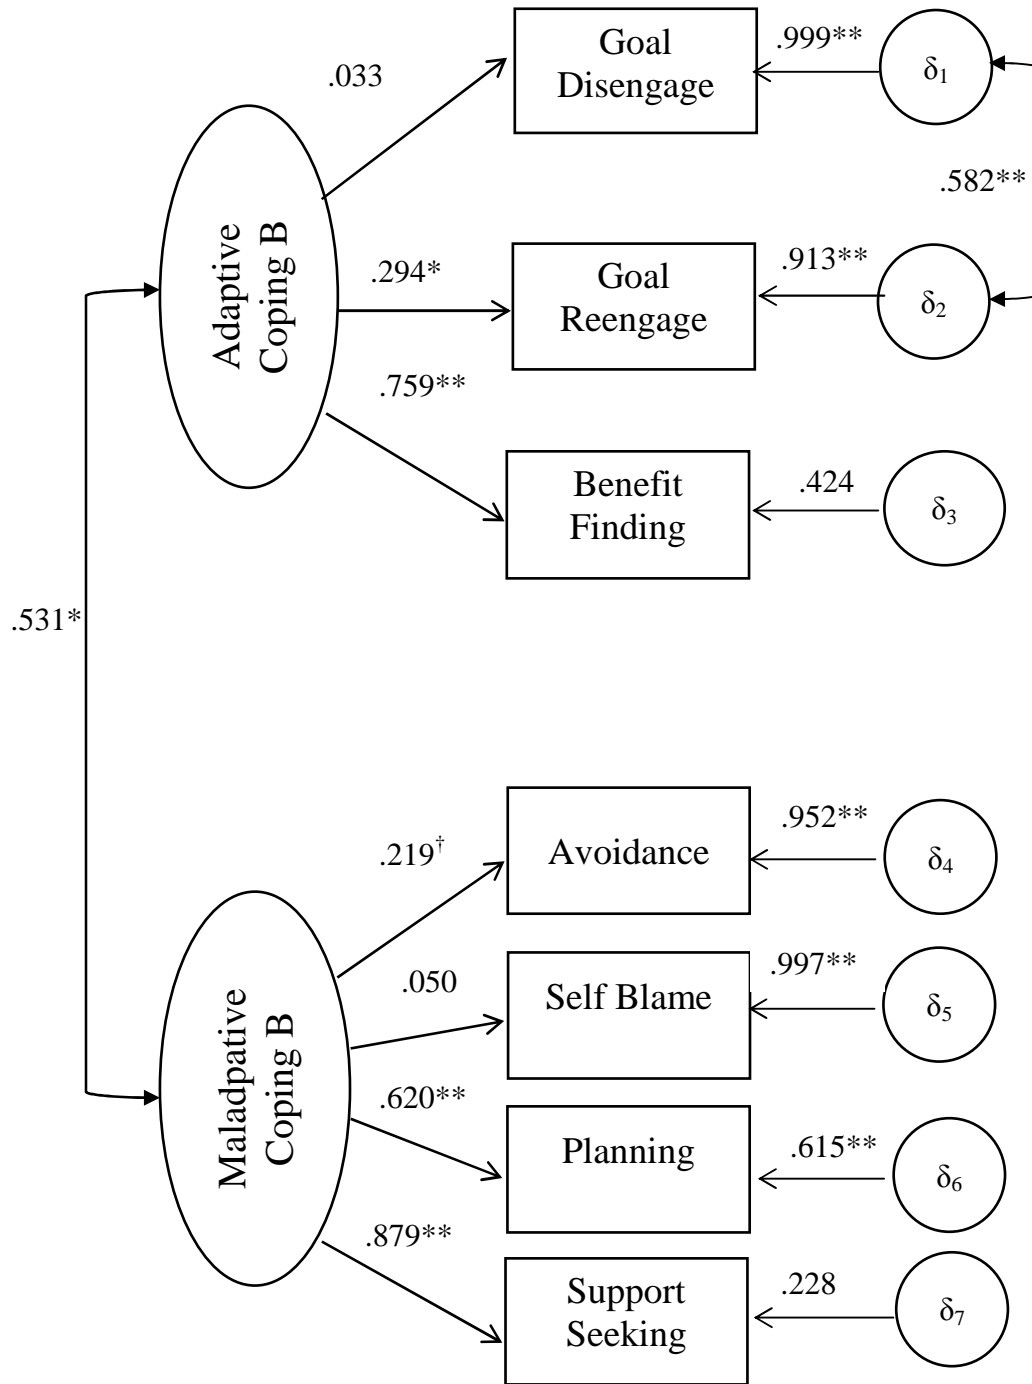 Goal
Disengage
.999**
δ1
.033
.582**
Adaptive
Coping B
.294*
Goal
Reengage
.913**
δ2
.759**
Benefit
Finding
.424
δ3
.531*
Avoidance
.952**
δ4
.219†
Maladpative
Coping B
.050
Self Blame
.997**
δ5
.620**
Planning
.615**
δ6
.879**
Support
Seeking
.228
δ7